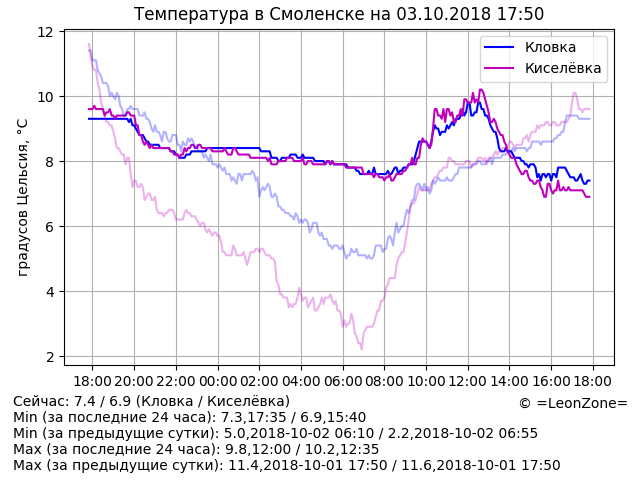 Температура в Смоленске на 03.10.2018 17:50
12
10
8
6
4
2
градусов Цельсия, °C
Кловка
Киселёвка
18:00 20:00 22:00 00:00 02:00 04:00 06:00 08:00 10:00 12:00 14:00 16:00 18:00
Сейчас: 7.4 / 6.9 (Кловка / Киселёвка)
© =LeonZone=
Min (за последние 24 часа): 7.3,17:35 / 6.9,15:40
Min (за предыдущие сутки): 5.0,2018-10-02 06:10 / 2.2,2018-10-02 06:55
Max (за последние 24 часа): 9.8,12:00 / 10.2,12:35
Max (за предыдущие сутки): 11.4,2018-10-01 17:50 / 11.6,2018-10-01 17:50